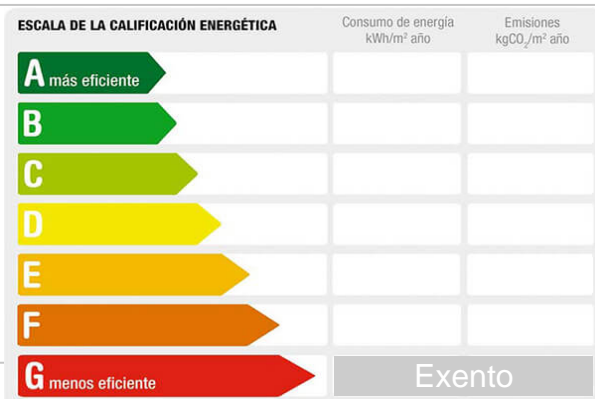 ESCALA DE LA CALIFICACIÓN ENERGÉTICA
Consumo de energía
kWh/m² año
Emisiones
kgCO₂/m² año
A más eficiente
B
C
D
E
F
G menos eficiente
Exento